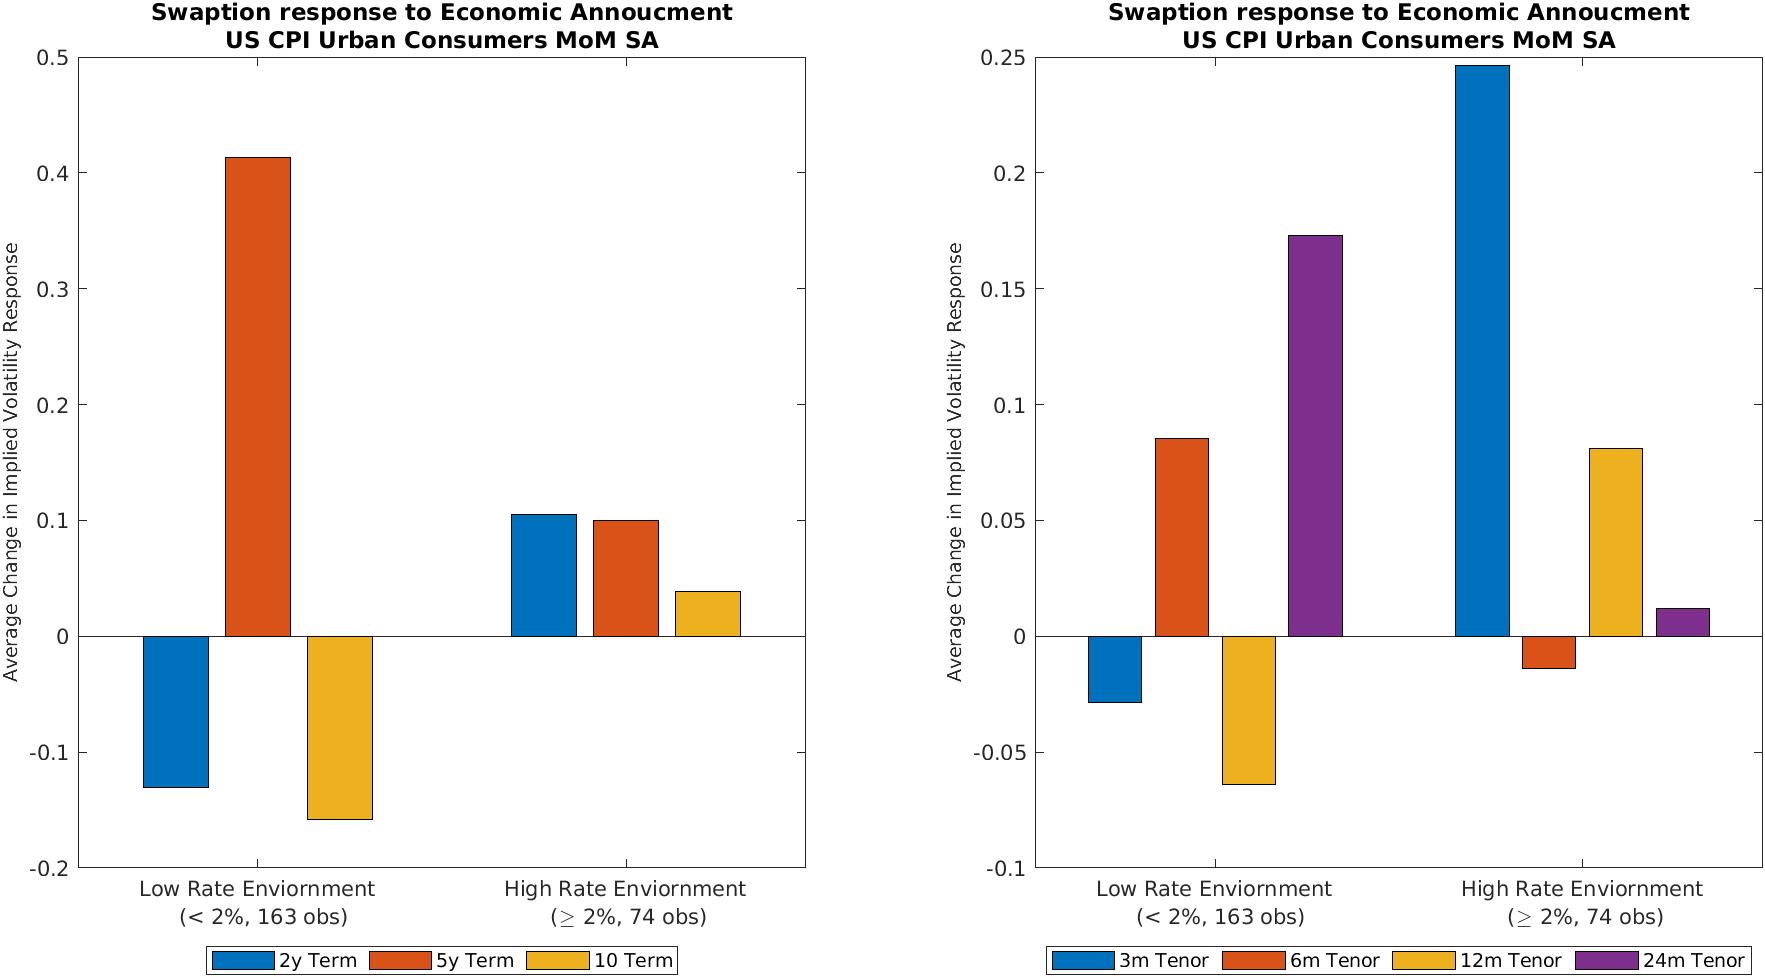 Swaption response to Economic Annoucment
US CPI Urban Consumers MoM SA
Average Change in Implied Volatility Response
0.5
0.4
0.3
0.2
0.1
0
-0.1
-0.2
Low Rate Enviornment
(< 2%, 163 obs)
High Rate Enviornment
(≥ 2%, 74 obs)
2y Term
5y Term
10 Term
Swaption response to Economic Annoucment
US CPI Urban Consumers MoM SA
Average Change in Implied Volatility Response
0.25
0.2
0.15
0.1
0.05
0
-0.05
-0.1
Low Rate Enviornment
(< 2%, 163 obs)
High Rate Enviornment
(≥ 2%, 74 obs)
3m Tenor
6m Tenor
12m Tenor
24m Tenor